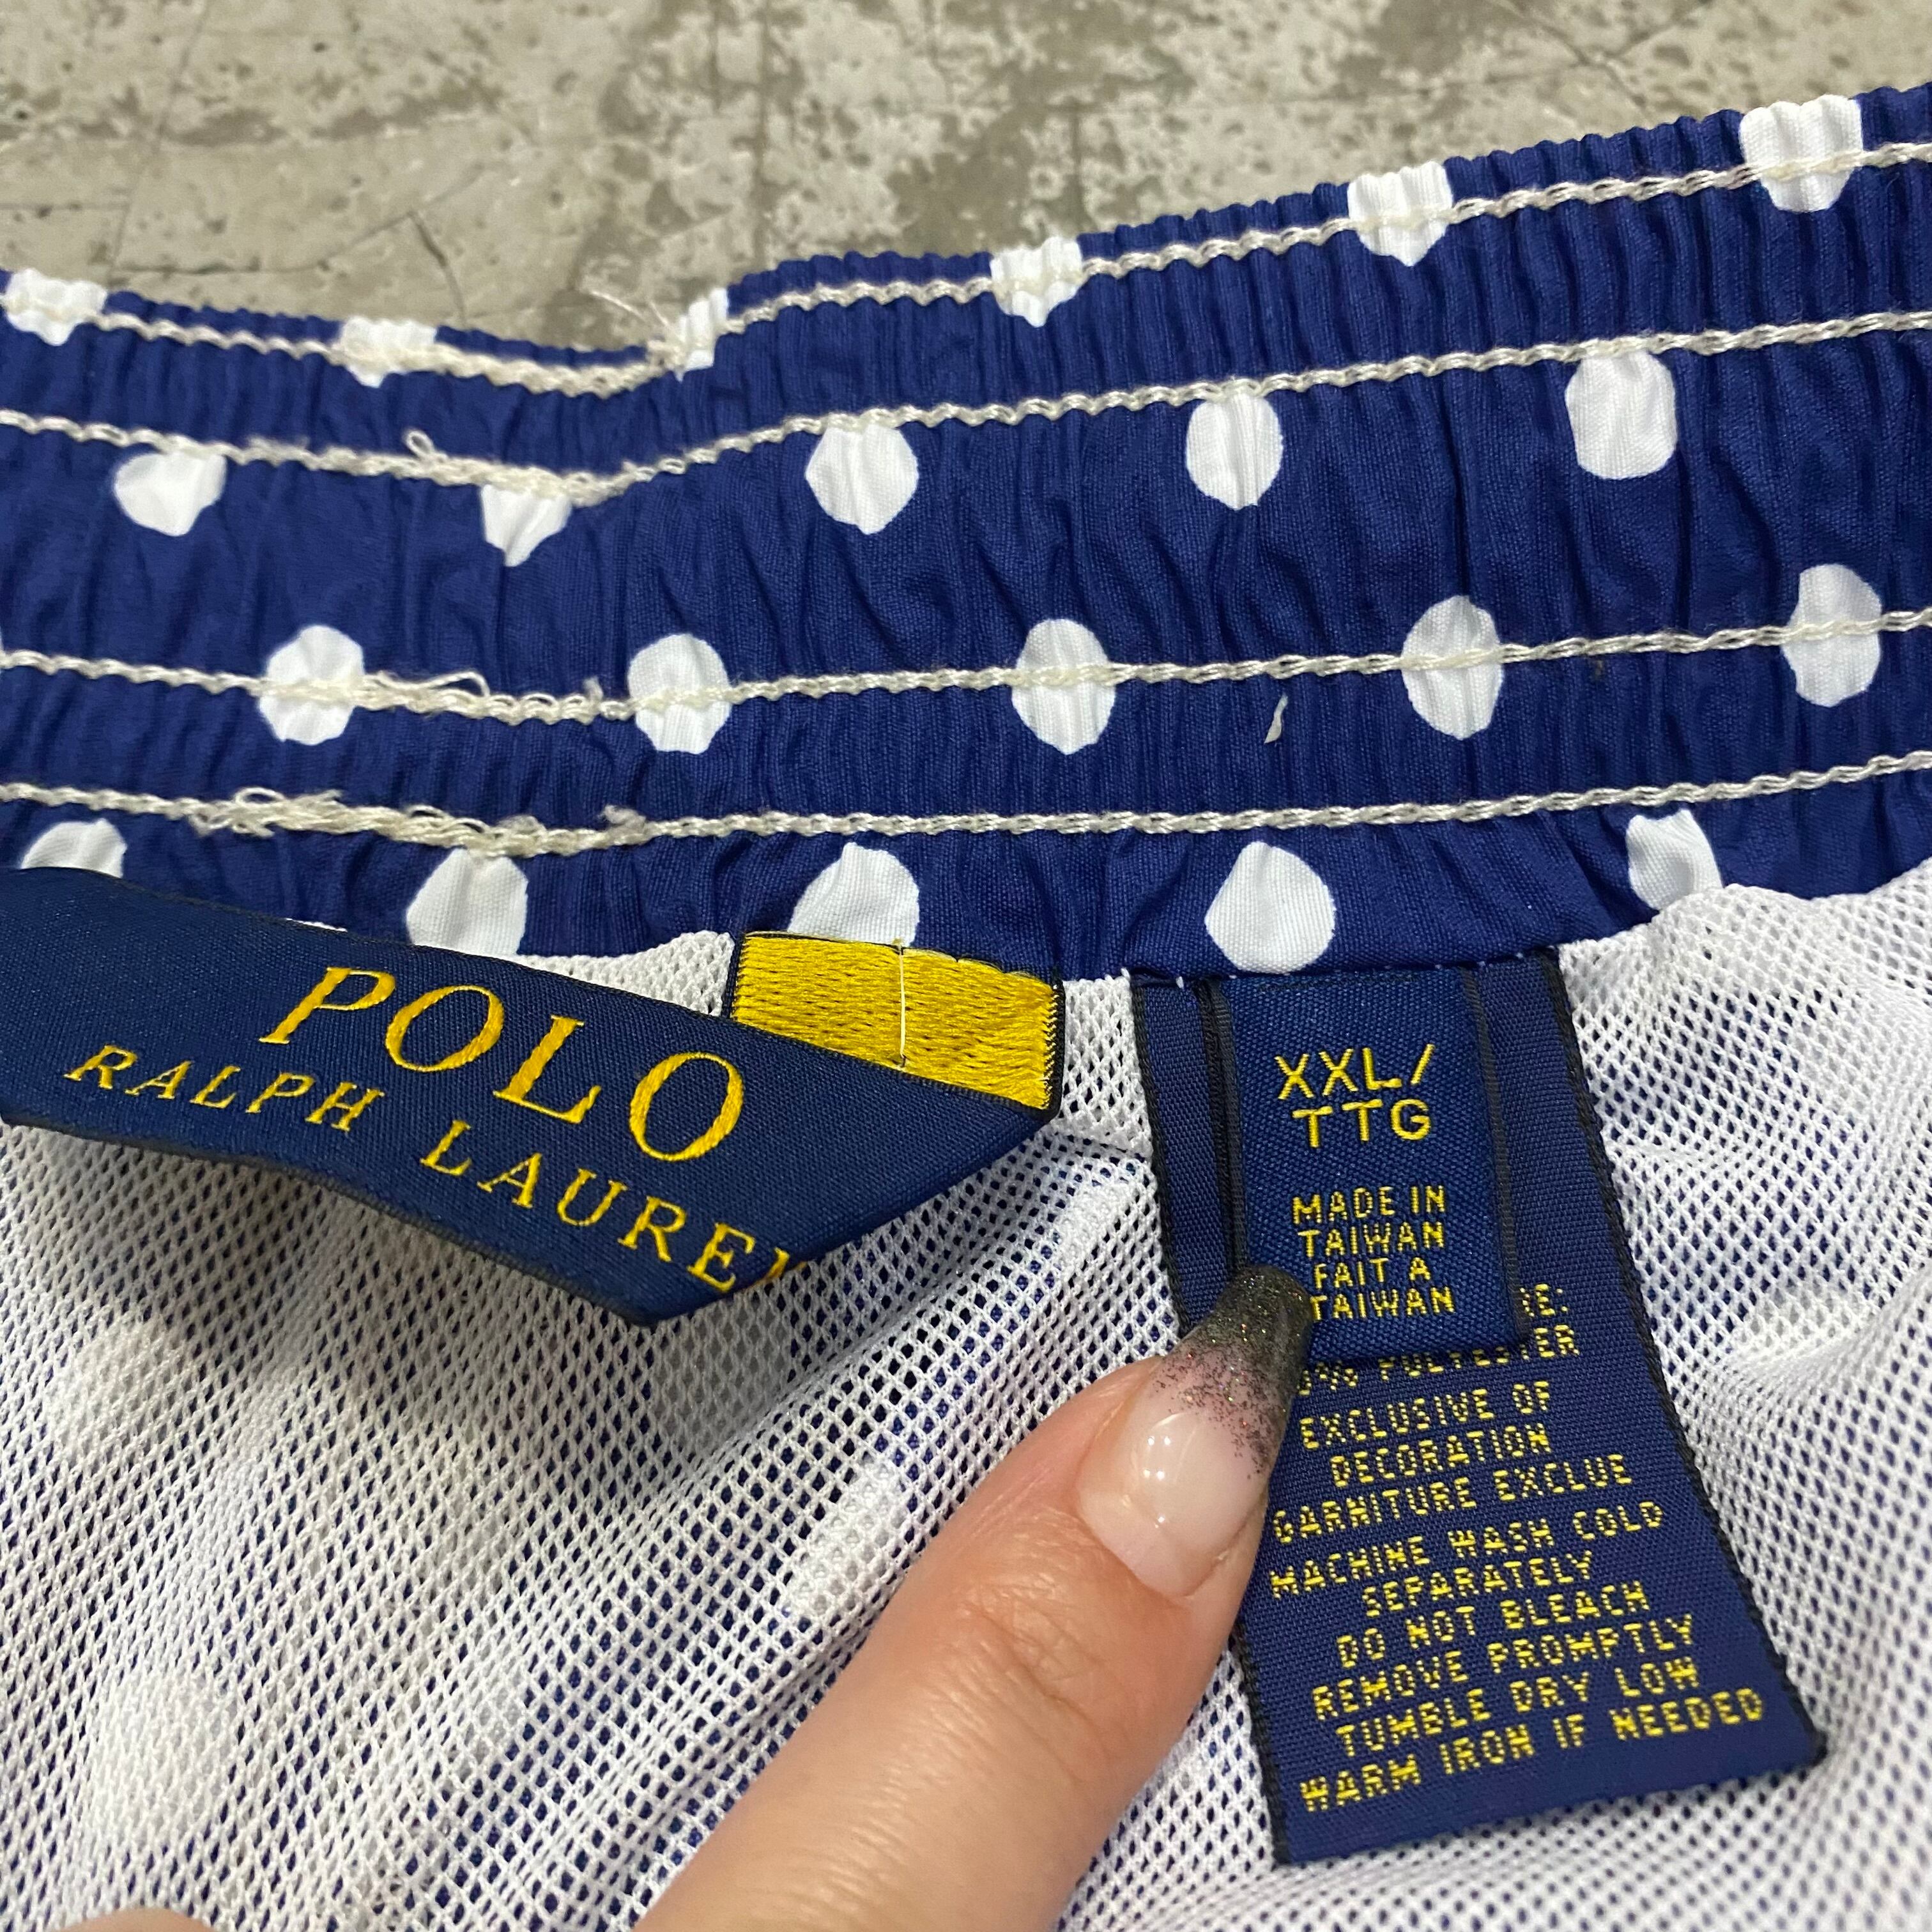 POLO
RALPH LAUREN
XXL/
TTG
MADE IN
TAIWAN
FAIT A
TAIWAN
POLYESTER
EXCLUSIVE OF
DECORATION
GARNITURE EXCLUE
MACHINE WASH COLD
SEPARATELY
DO NOT BLEACH
REMOVE PROMPTLY
TUMBLE DRY LOW
WARM IRON IF NEEDED